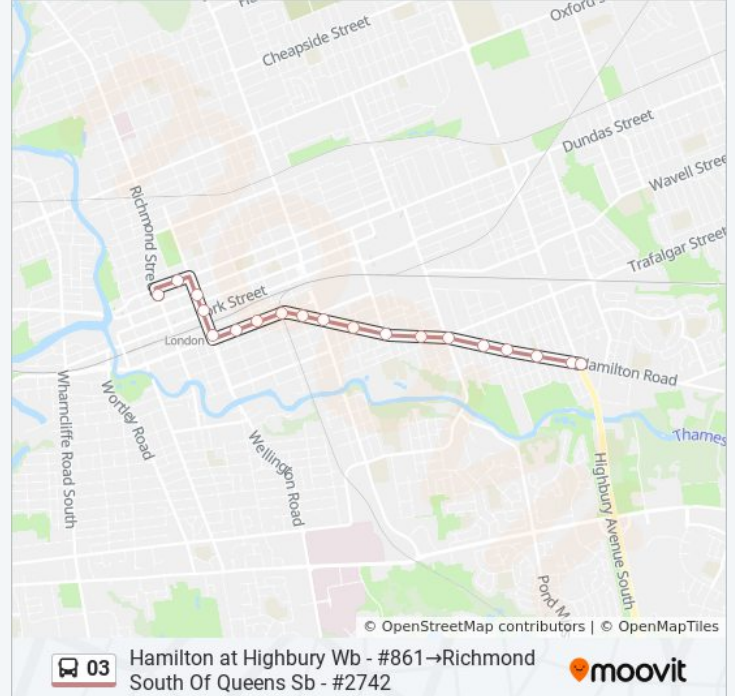 Cheapside Street
Oxford S
Dundas Street
Wavell Stree
Richmond Stre
Trafalgar Street
ork Street
London
Hamilton Road
Wharncliffe Road South
Wortley Road
Wellington Road
Thames
Highbury Avenue South
Pond M
© OpenStreetMap contributors | © OpenMapTiles
03
Hamilton at Highbury Wb - #861→Richmond
South Of Queens Sb - #2742
moovit